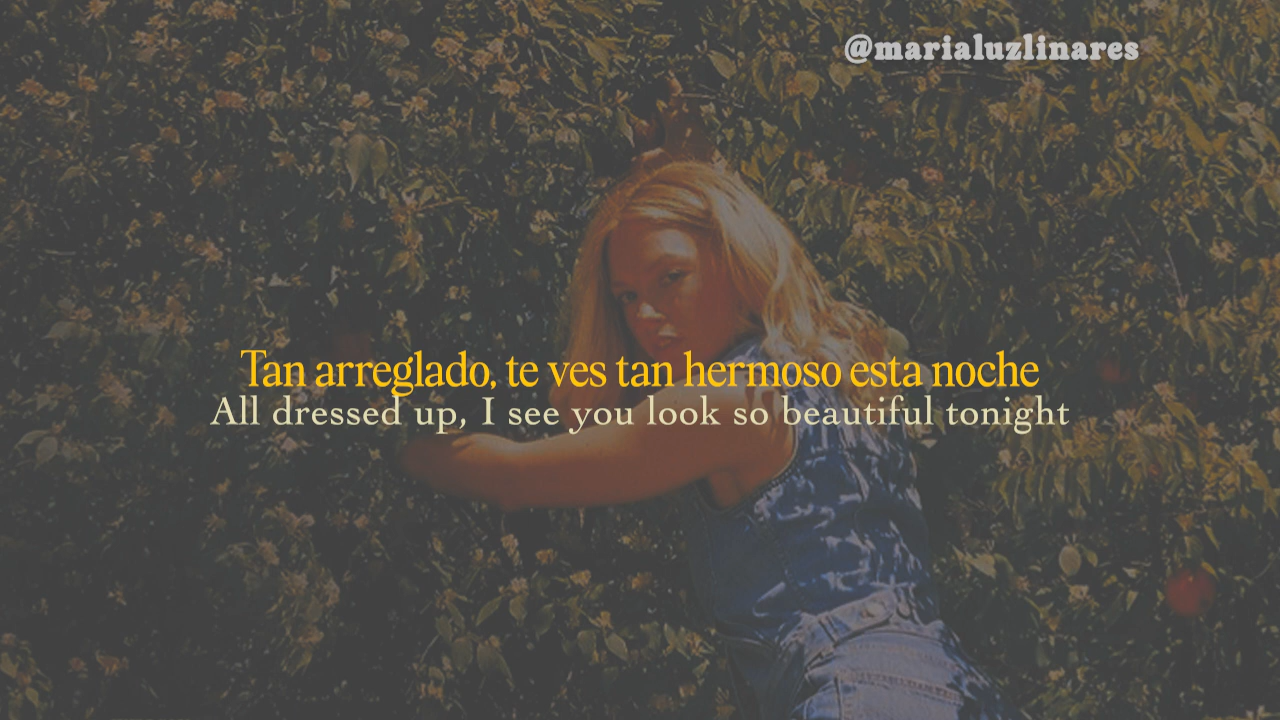 @marialuzlinares
Tan arreglado, te ves tan hermoso esta noche
All dressed up, I see you look so beautiful tonight